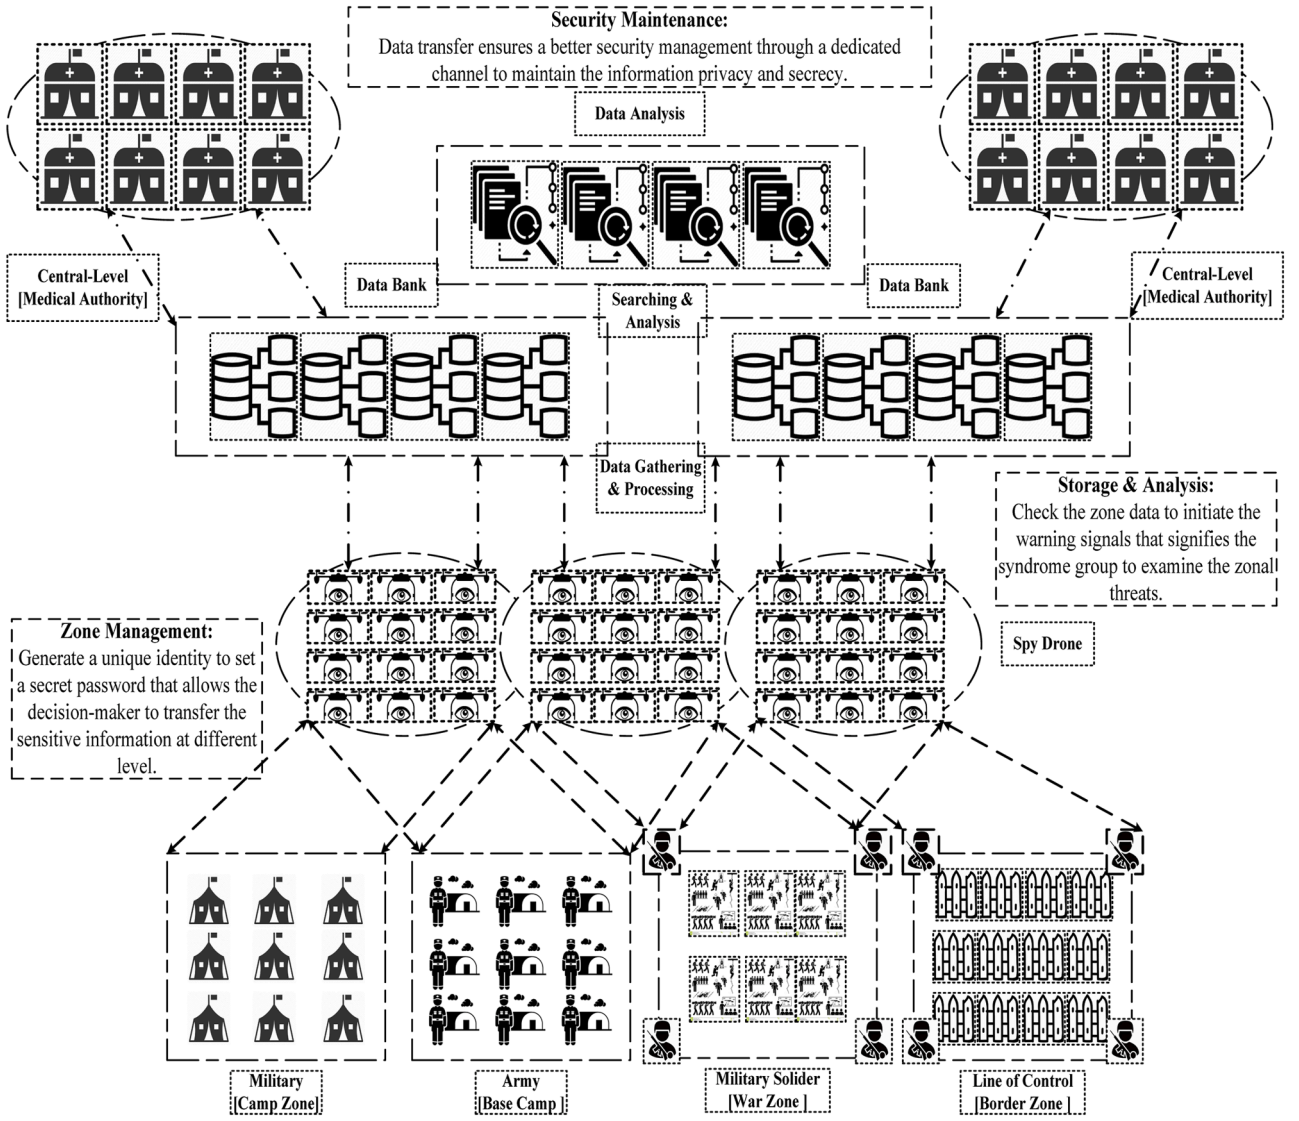 Security Maintenance:
Data transfer ensures a better security management through a dedicated
channel to maintain the information privacy and secrecy.
Data Analysis
Central-Level
[Medical Authority]
Data Bank
Searching &
Analysis
Data Bank
Central-Level
[Medical Authority]
Data Gathering
& Processing
Storage & Analysis:
Check the zone data to initiate the
warning signals that signifies the
syndrome group to examine the zonal
threats.
Zone Management:
Generate a unique identity to set
a secret password that allows the
decision-maker to transfer the
sensitive information at different
level.
Spy Drone
Military
[Camp Zone]
Army
[Base Camp ]
Military Solider
[War Zone ]
Line of Control
[Border Zone ]